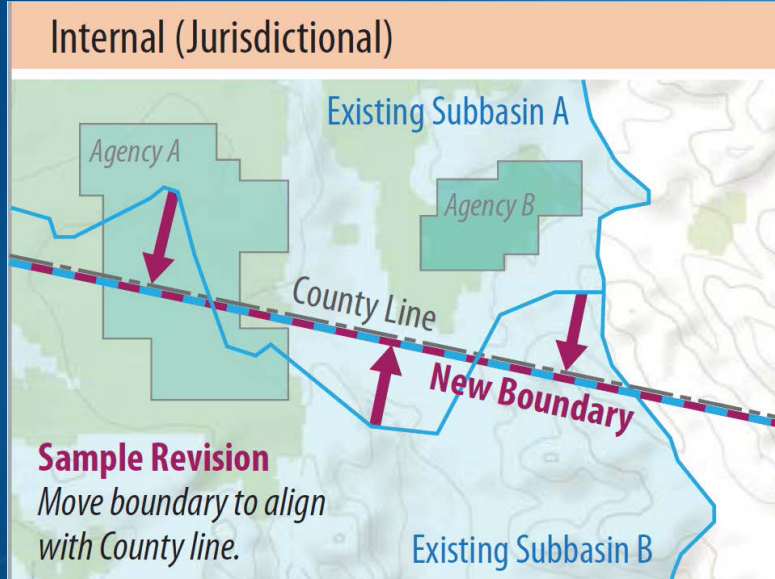 Internal (Jurisdictional)
Existing Subbasin A
Agency A
Agency B
County Line
New Boundary
Sample Revision
Move boundary to align
with County line.
Existing Subbasin B